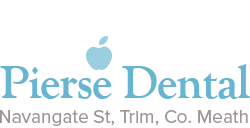 Pierse Dental
Navangate St, Trim, Co. Meath